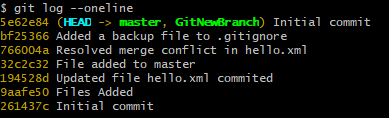 $ git log --oneline
5e62e84 (HEAD -> master, GitNewBranch) Initial commit
bf25366 Added a backup file to .gitignore
766004a Resolved merge conflict in hello.xml
32c2c32 File added to master
194528d Updated file hello.xml commited
9aafe50 Files Added
261437c Initial commit